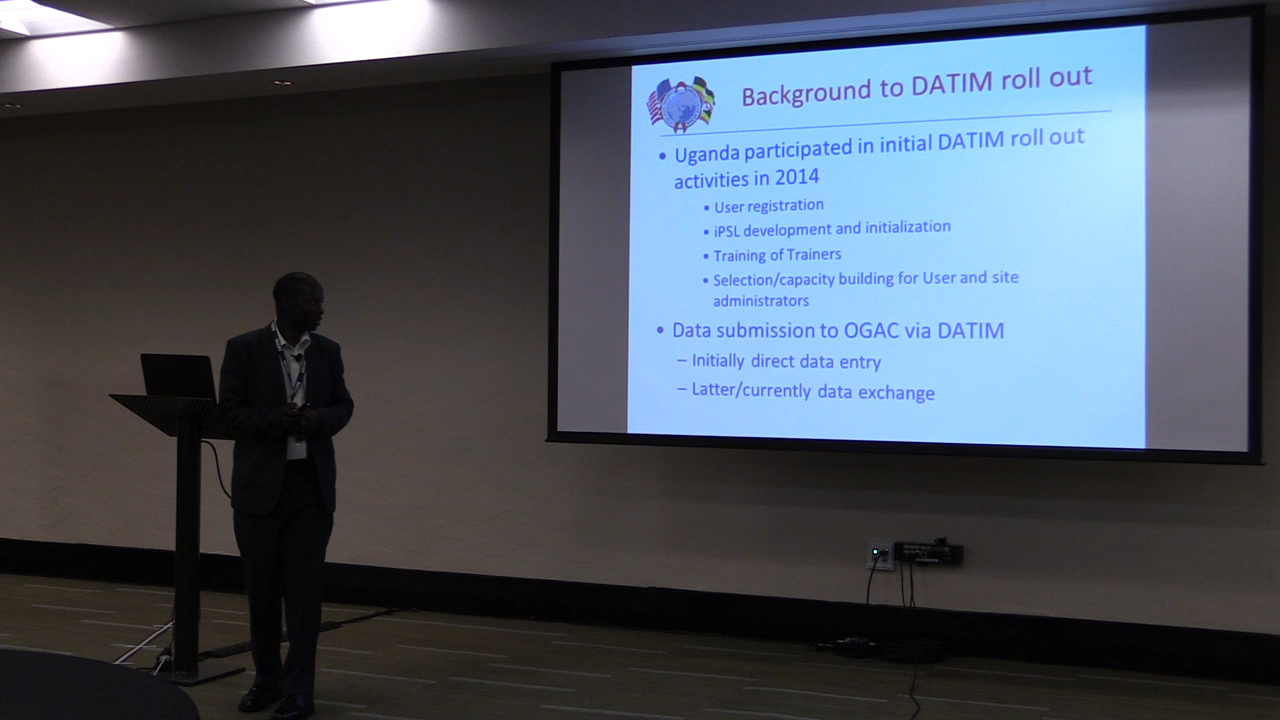 Background to DATIM roll out
• Uganda participated in initial DATIM roll out
activities in 2014
• User registration
• iPSL development and initialization
• Training of Trainers
• Selection/capacity building for User and site
administrators
• Data submission to OGAC via DATIM
– Initially direct data entry
– Latter/currently data exchange